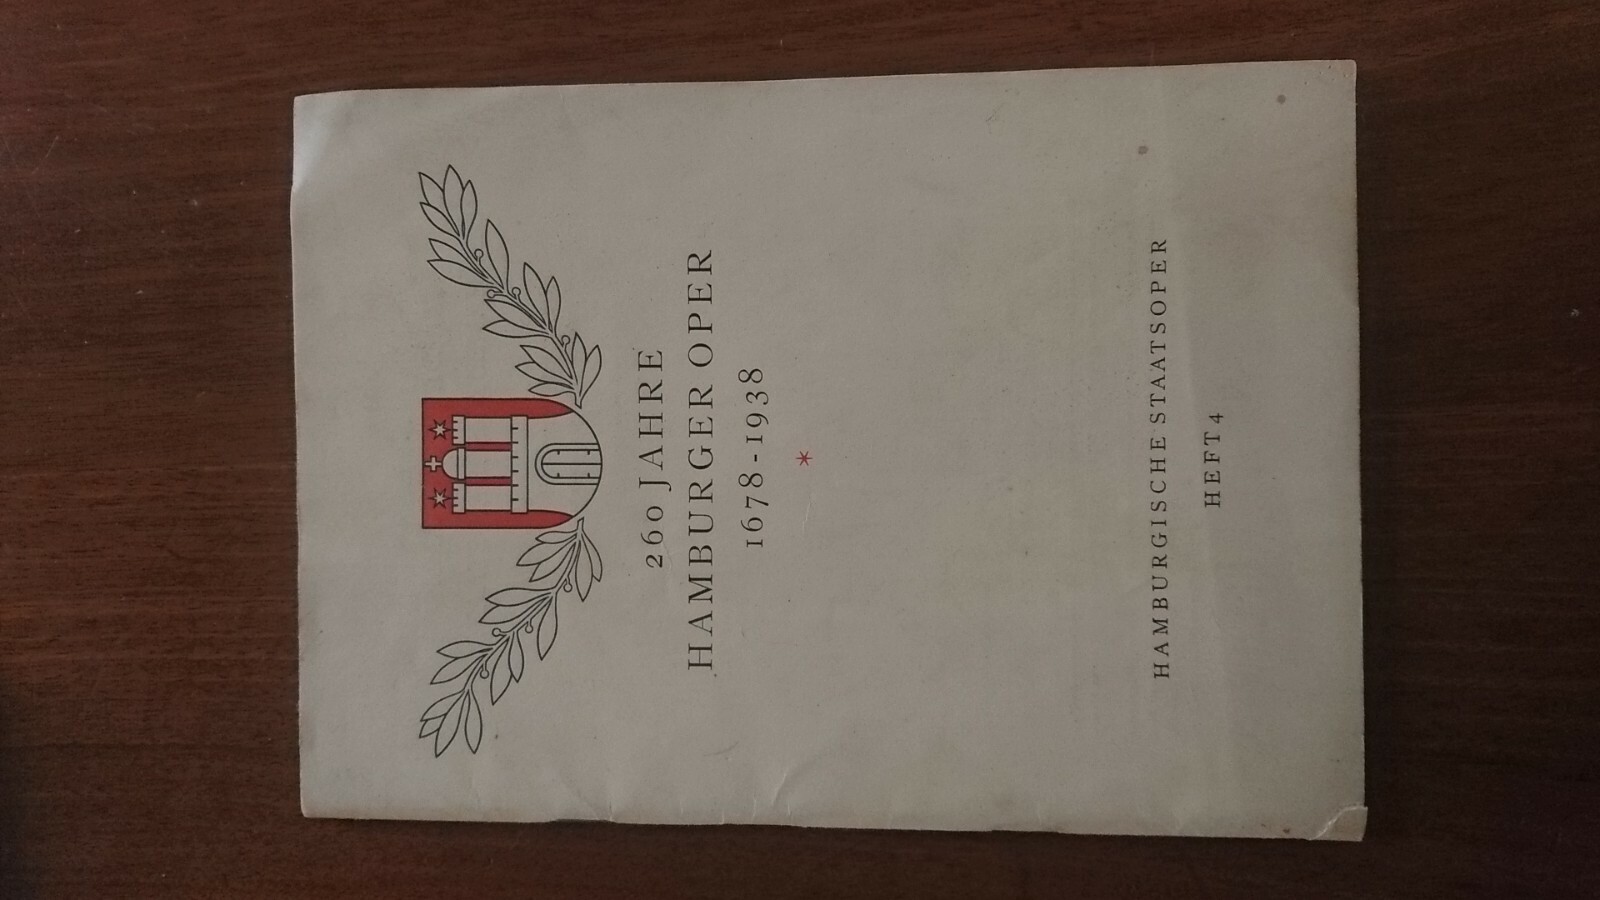 260 JAHRE
HAMBURGER OPER
1678-1938
*
HAMBURGISCHE STAATSOPER
HEFT 4